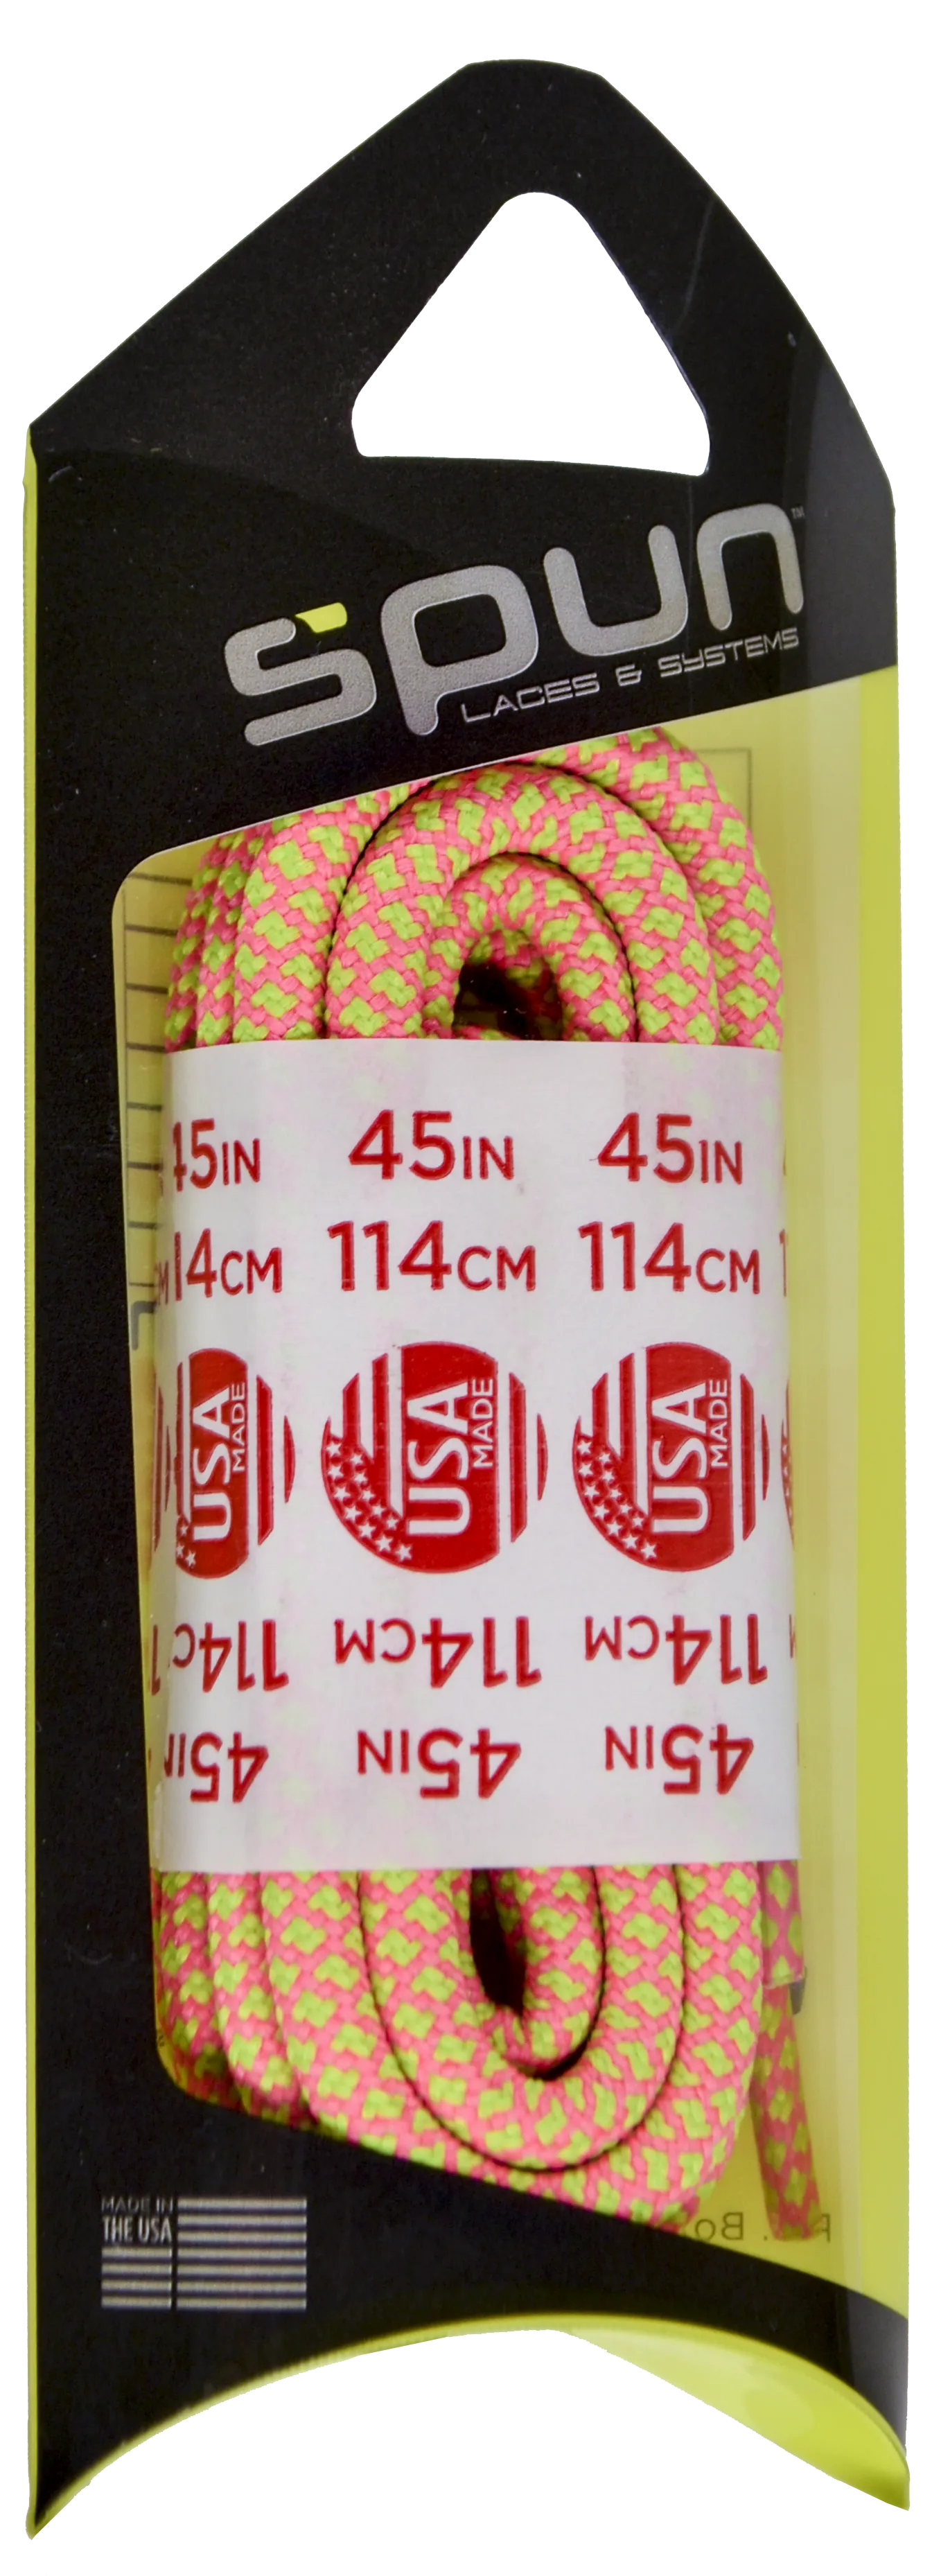 spun™
LACES & SYSTEMS
45IN 45IN 45IN
114CM 114CM 114CM
USA MADE USA MADE USA MADE
114CM 114CM 114C
45IN 45IN 45IN
MADE IN
THE USA